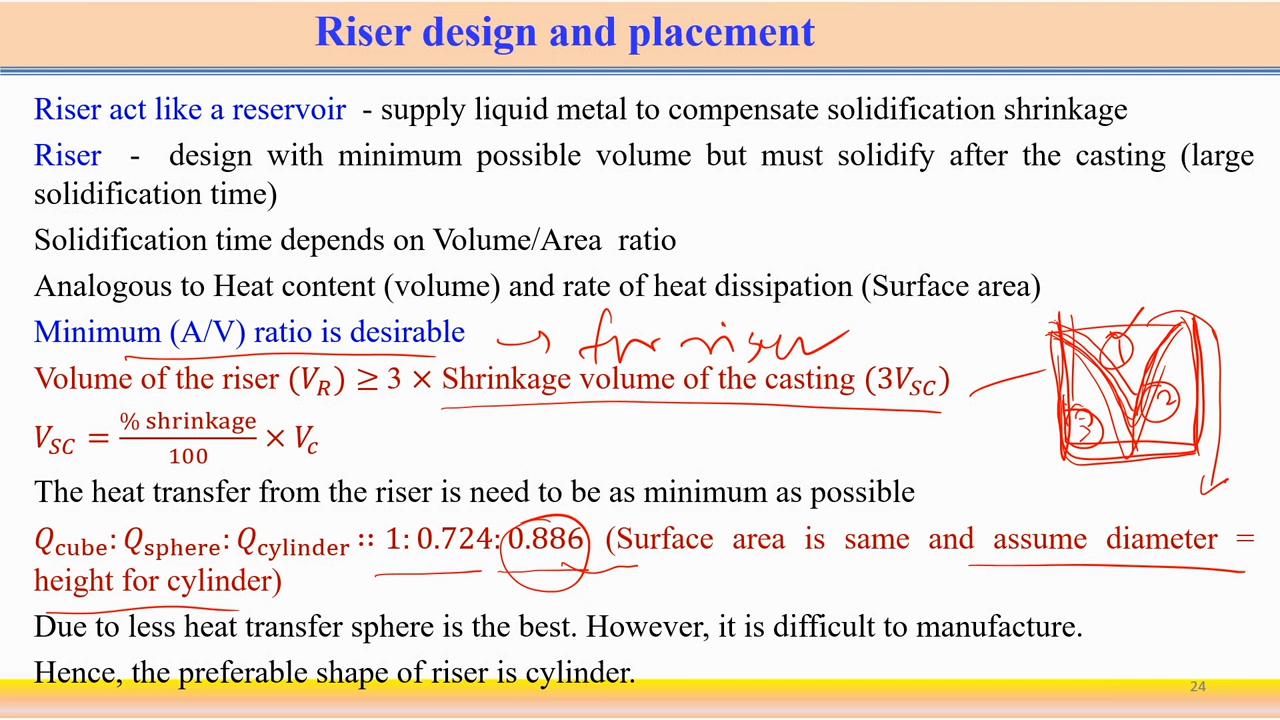 Riser design and placement
Riser act like a reservoir - supply liquid metal to compensate solidification shrinkage
Riser - design with minimum possible volume but must solidify after the casting (large
solidification time)
Solidification time depends on Volume/Area ratio
Analogous to Heat content (volume) and rate of heat dissipation (Surface area)
Minimum (A/V) ratio is desirable → for riser
Volume of the riser (V_R) ≥ 3 × Shrinkage volume of the casting (3V_SC)
V_SC = % shrinkage / 100 × V_c
1
2
3
The heat transfer from the riser is need to be as minimum as possible
Q_cube: Q_sphere: Q_cylinder ∷ 1: 0.724: 0.886 (Surface area is same and assume diameter =
height for cylinder)
Due to less heat transfer sphere is the best. However, it is difficult to manufacture.
Hence, the preferable shape of riser is cylinder.
24